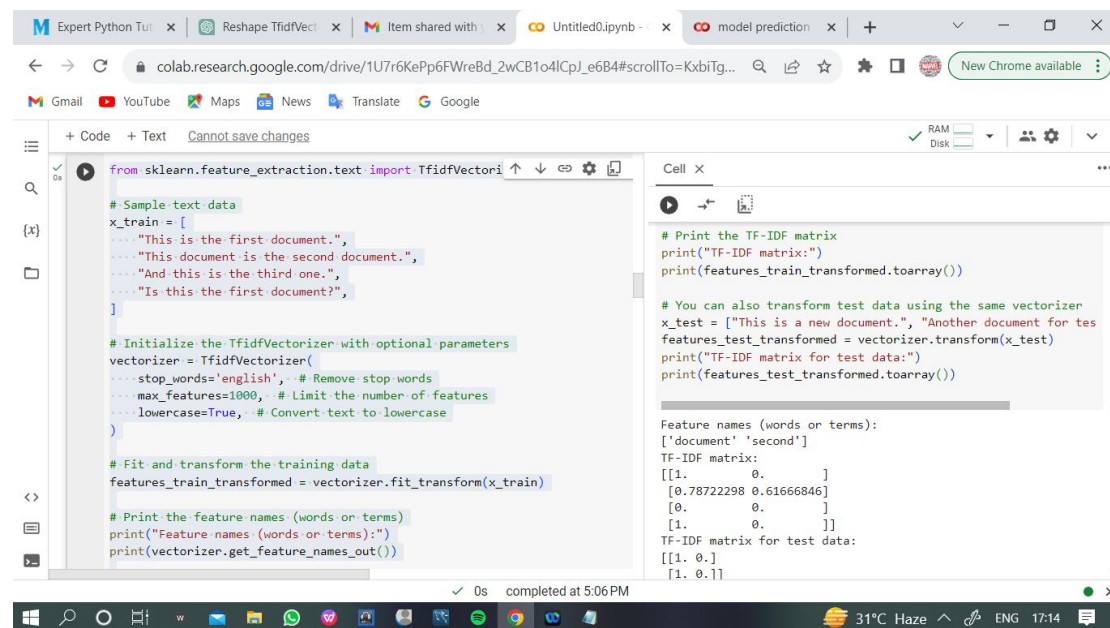 Expert Python Tut
Reshape TfidfVect
Item shared with y
Untitled0.ipynb -
model prediction
colab.research.google.com/drive/1U7r6KePp6FWreBd_2wCB1o4lCpJ_e6B4#scrollTo=KxbiTg...
New Chrome available
Gmail YouTube Maps News Translate Google
+ Code + Text Cannot save changes
RAM
Disk
0s
from sklearn.feature_extraction.text import TfidfVectori
# Sample text data
x_train = [
"This is the first document.",
"This document is the second document.",
"And this is the third one.",
"Is this the first document?",
]
# Initialize the TfidfVectorizer with optional parameters
vectorizer = TfidfVectorizer(
stop_words='english', # Remove stop words
max_features=1000, # Limit the number of features
lowercase=True, # Convert text to lowercase
)
# Fit and transform the training data
features_train_transformed = vectorizer.fit_transform(x_train)
# Print the feature names (words or terms)
print("Feature names (words or terms):")
print(vectorizer.get_feature_names_out())
Cell
# Print the TF-IDF matrix
print("TF-IDF matrix:")
print(features_train_transformed.toarray())
# You can also transform test data using the same vectorizer
x_test = ["This is a new document.", "Another document for tes
features_test_transformed = vectorizer.transform(x_test)
print("TF-IDF matrix for test data:")
print(features_test_transformed.toarray())
Feature names (words or terms):
['document' 'second']
TF-IDF matrix:
[[1. 0. ]
[0.78722298 0.61666846]
[0. 0. ]
[1. 0. ]]
TF-IDF matrix for test data:
[[1. 0.]
[1. 0.]]
0s completed at 5:06 PM
31°C Haze ENG 17:14